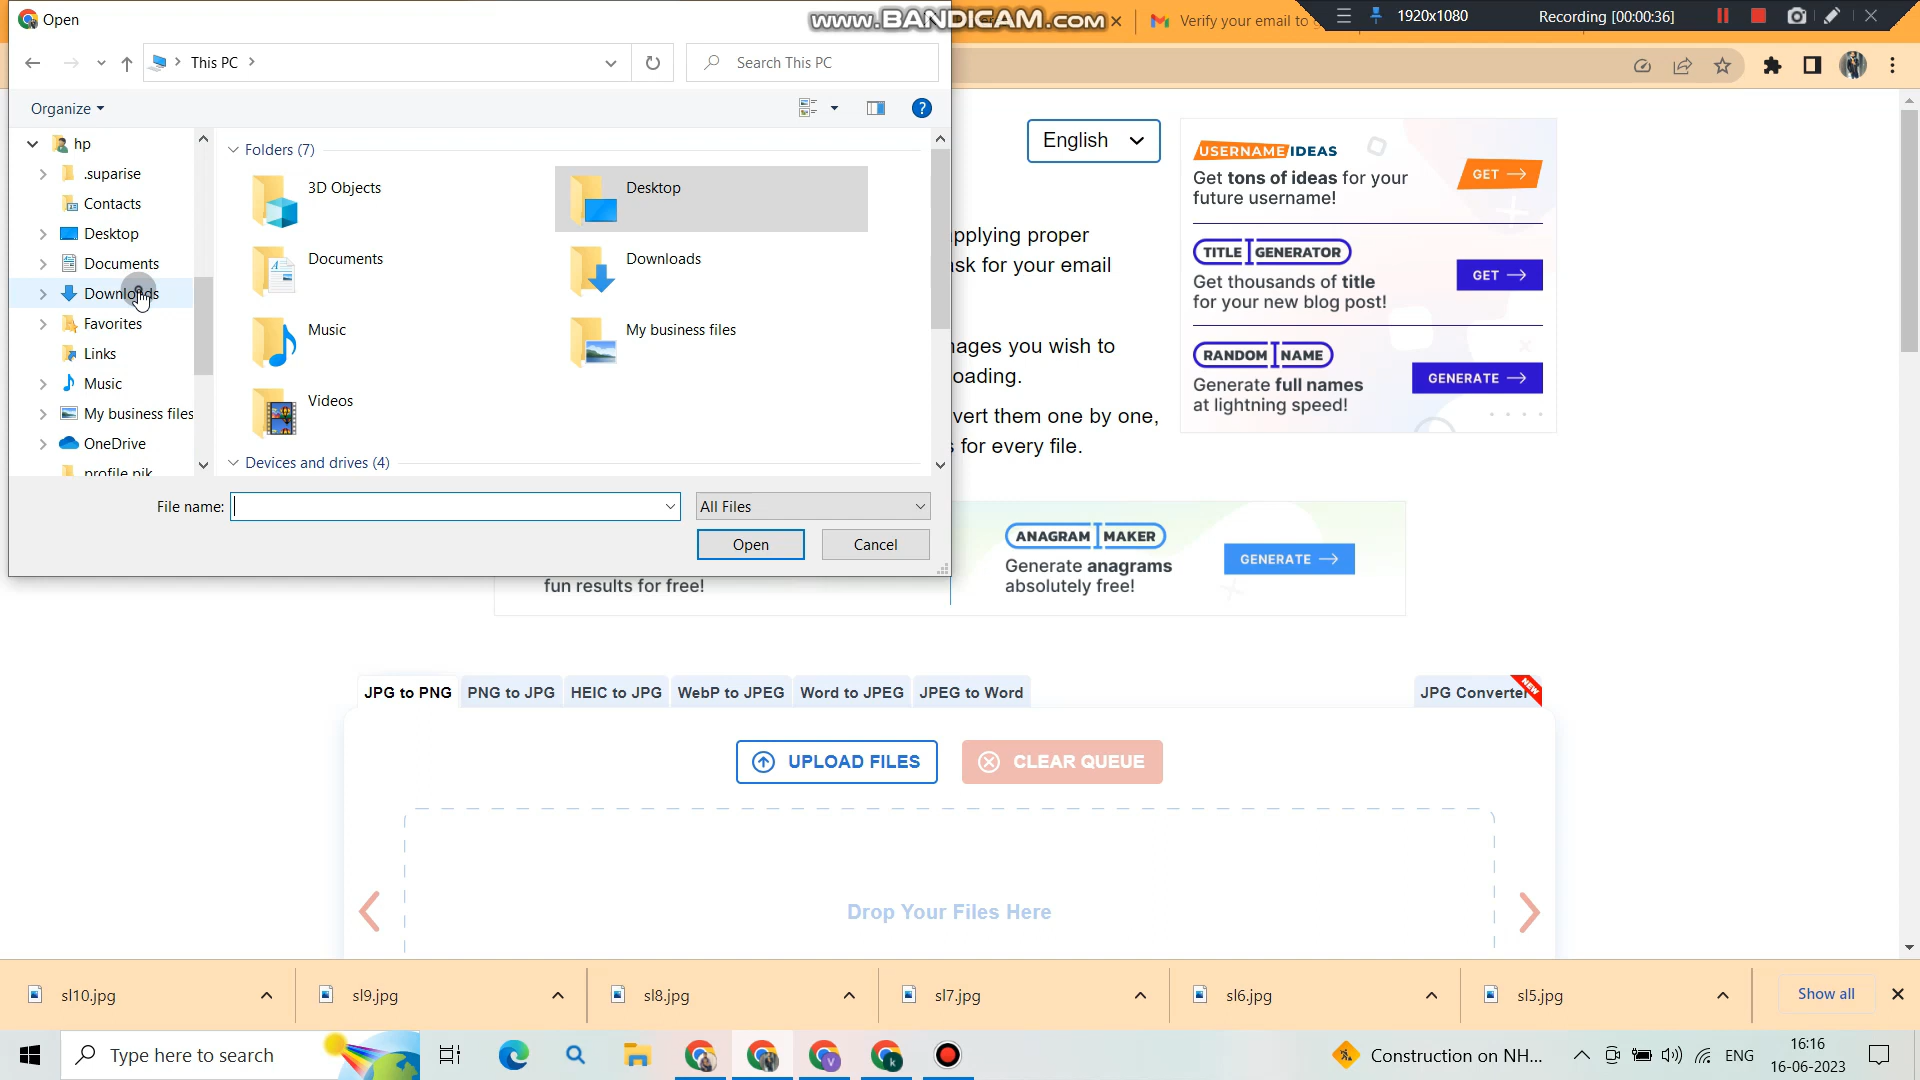 Open
www.BANDICAM.com
Verify your email to
1920x1080
Recording [00:00:36]
This PC
Search This PC
Organize
hp
.suparise
Contacts
Desktop
Documents
Downloads
Favorites
Links
Music
My business files
OneDrive
profile pik
Folders (7)
3D Objects
Desktop
Documents
Downloads
Music
My business files
Videos
Devices and drives (4)
File name:
All Files
Open
Cancel
English
USERNAME IDEAS
Get tons of ideas for your
future username!
GET
TITLE GENERATOR
Get thousands of title
for your new blog post!
GET
RANDOM NAME
Generate full names
at lightning speed!
GENERATE
pplying proper
ask for your email
mages you wish to
oading.
vert them one by one,
s for every file.
fun results for free!
ANAGRAM MAKER
Generate anagrams
absolutely free!
GENERATE
JPG to PNG
PNG to JPG
HEIC to JPG
WebP to JPEG
Word to JPEG
JPEG to Word
JPG Converter
NEW
UPLOAD FILES
CLEAR QUEUE
Drop Your Files Here
sl10.jpg
sl9.jpg
sl8.jpg
sl7.jpg
sl6.jpg
sl5.jpg
Show all
Type here to search
V
k
Construction on NH...
ENG
16:16
16-06-2023